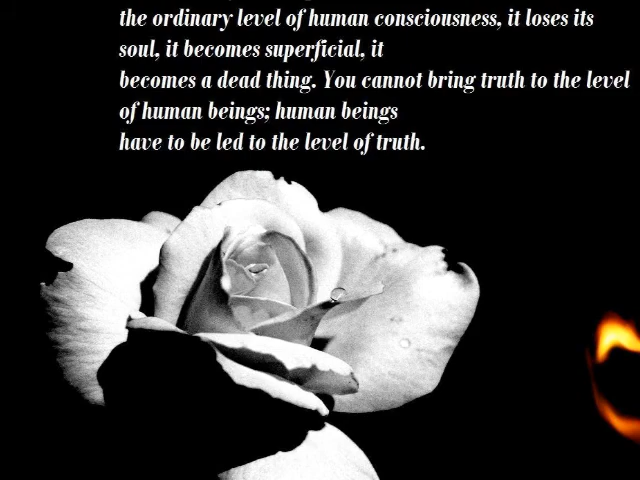 the ordinary level of human consciousness, it loses its
soul, it becomes superficial, it
becomes a dead thing. You cannot bring truth to the level
of human beings; human beings
have to be led to the level of truth.